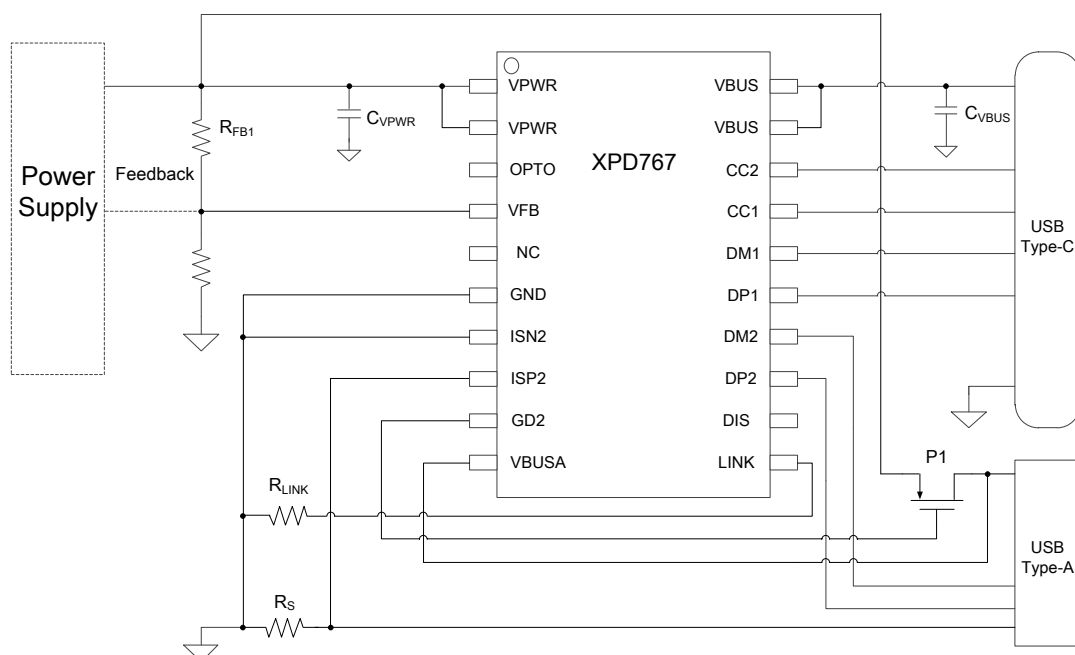 Power
Supply
Feedback
RFB1
CVPWR
XPD767
VPWR
VPWR
OPTO
VFB
NC
GND
ISN2
ISP2
GD2
VBUSA
VBUS
VBUS
CC2
CC1
DM1
DP1
DM2
DP2
DIS
LINK
CVBUS
USB
Type-C
P1
USB
Type-A
RLINK
RS